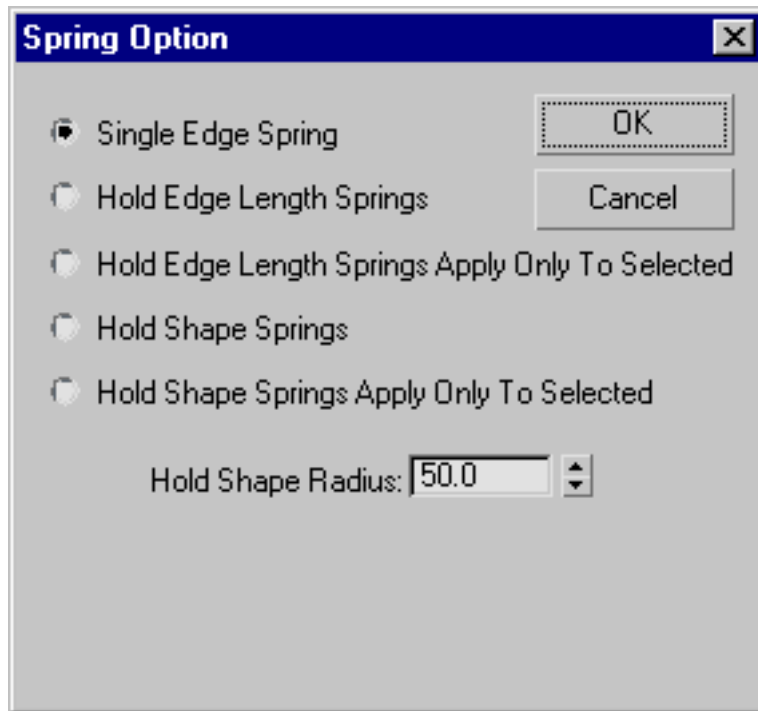 Spring Option
Single Edge Spring
OK
Hold Edge Length Springs
Cancel
Hold Edge Length Springs Apply Only To Selected
Hold Shape Springs
Hold Shape Springs Apply Only To Selected
Hold Shape Radius: 50.0